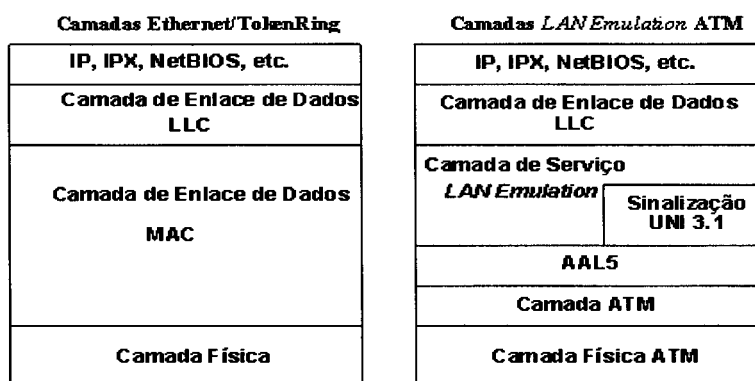 Camadas Ethernet/TokenRing
IP, IPX, NetBIOS, etc.
Camada de Enlace de Dados
LLC
Camada de Enlace de Dados
MAC
Camada Física
Camadas LAN Emulation ATM
IP, IPX, NetBIOS, etc.
Camada de Enlace de Dados
LLC
Camada de Serviço
LAN Emulation
Sinalização
UNI 3.1
AAL5
Camada ATM
Camada Física ATM